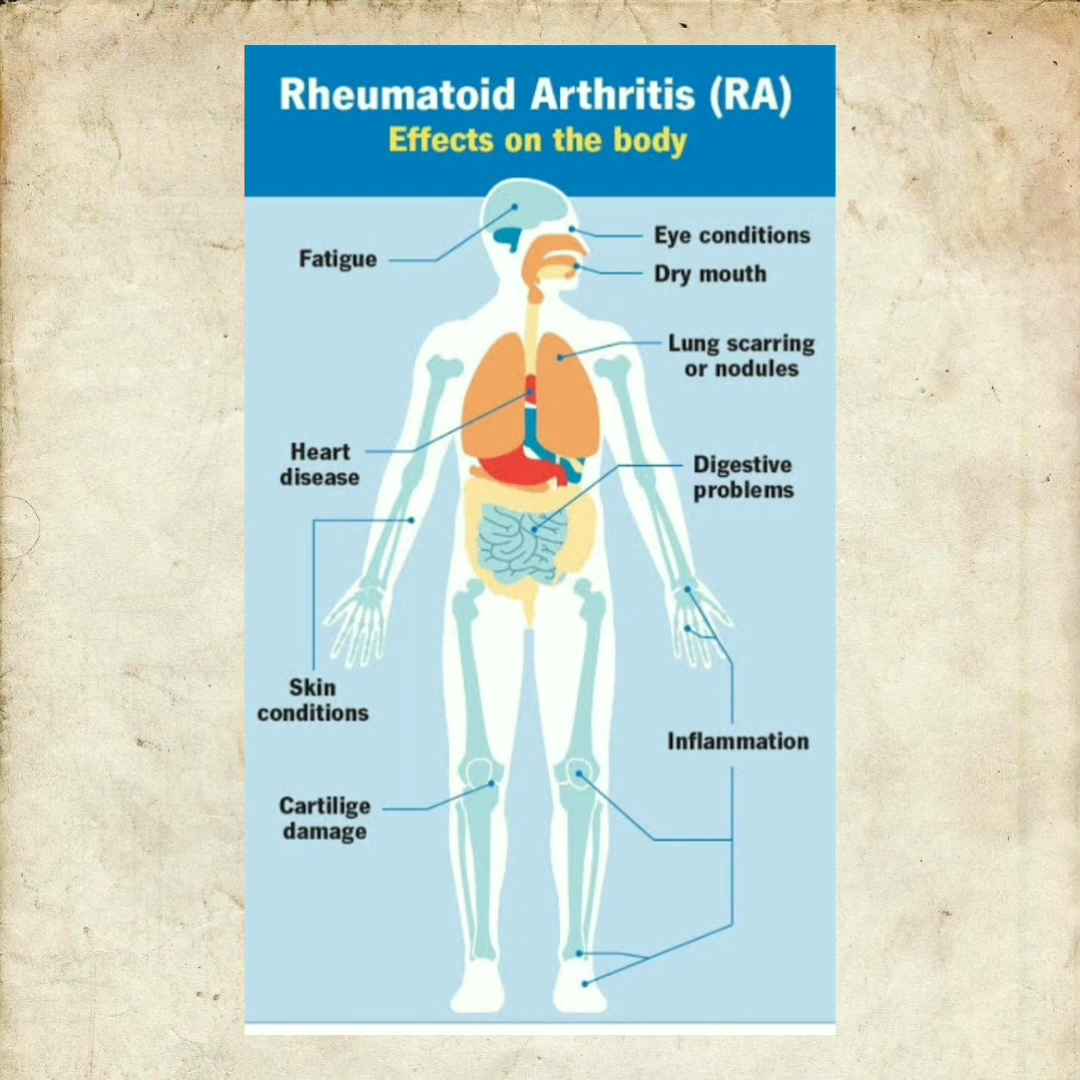 Rheumatoid Arthritis (RA)
Effects on the body
Fatigue
Eye conditions
Dry mouth
Lung scarring
or nodules
Heart
disease
Digestive
problems
Skin
conditions
Inflammation
Cartilige
damage